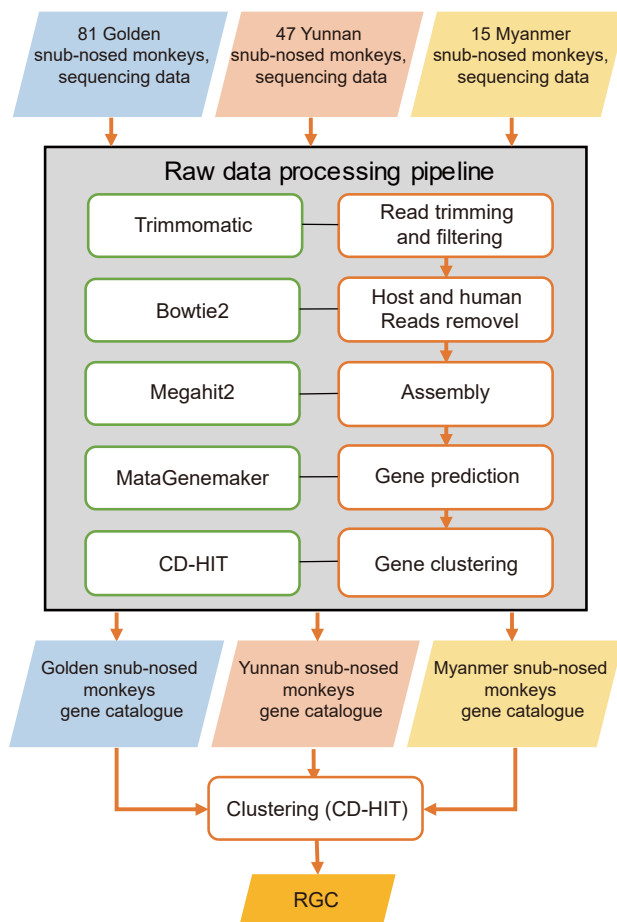 81 Golden
snub-nosed monkeys,
sequencing data
47 Yunnan
snub-nosed monkeys,
sequencing data
15 Myanmer
snub-nosed monkeys,
sequencing data
Raw data processing pipeline
Trimmomatic
Read trimming
and filtering
Bowtie2
Host and human
Reads removel
Megahit2
Assembly
MataGenemaker
Gene prediction
CD-HIT
Gene clustering
Golden snub-nosed
monkeys
gene catalogue
Yunnan snub-nosed
monkeys
gene catalogue
Myanmer snub-nosed
monkeys
gene catalogue
Clustering (CD-HIT)
RGC